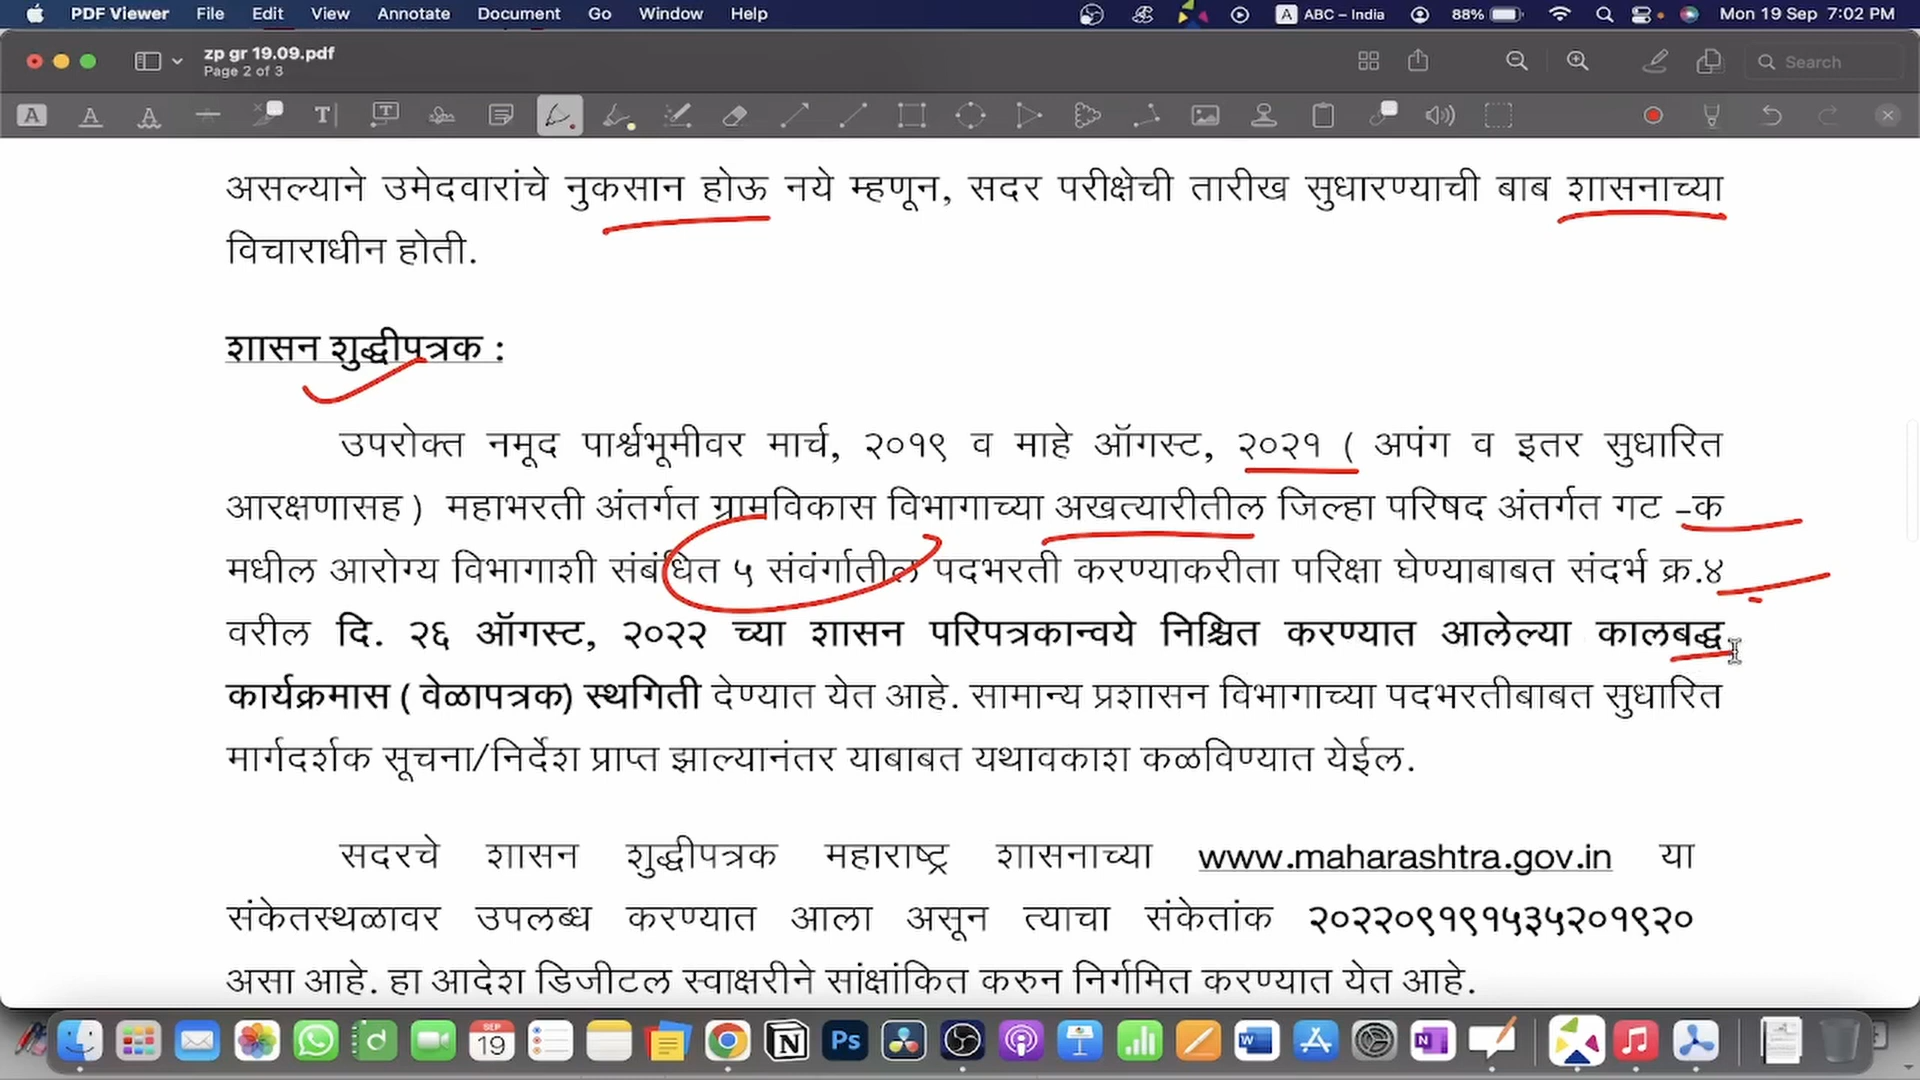 PDF Viewer File Edit View Annotate Document Go Window Help ABC – India 88% Mon 19 Sep 7:02 PM
zp gr 19.09.pdf
Page 2 of 3
Search
असल्याने उमेदवारांचे नुकसान होऊ नये म्हणून, सदर परीक्षेची तारीख सुधारण्याची बाब शासनाच्या
विचाराधीन होती.
शासन शुद्धीपत्रक :
उपरोक्त नमूद पार्श्वभूमीवर मार्च, २०१९ व माहे ऑगस्ट, २०२१ ( अपंग व इतर सुधारित
आरक्षणासह ) महाभरती अंतर्गत ग्रामविकास विभागाच्या अखत्यारीतील जिल्हा परिषद अंतर्गत गट -क
मधील आरोग्य विभागाशी संबंधित ५ संवंर्गातील पदभरती करण्याकरीता परिक्षा घेण्याबाबत संदर्भ क्र.४
वरील दि. २६ ऑगस्ट, २०२२ च्या शासन परिपत्रकान्वये निश्चित करण्यात आलेल्या कालबद्ध
कार्यक्रमास ( वेळापत्रक) स्थगिती देण्यात येत आहे. सामान्य प्रशासन विभागाच्या पदभरतीबाबत सुधारित
मार्गदर्शक सूचना/निर्देश प्राप्त झाल्यानंतर याबाबत यथावकाश कळविण्यात येईल.
सदरचे शासन शुद्धीपत्रक महाराष्ट्र शासनाच्या www.maharashtra.gov.in या
संकेतस्थळावर उपलब्ध करण्यात आला असून त्याचा संकेतांक २०२२०९१९१५३५२०१९२०
असा आहे. हा आदेश डिजीटल स्वाक्षरीने सांक्षांकित करुन निर्गमित करण्यात येत आहे.
SEP
19
Ps